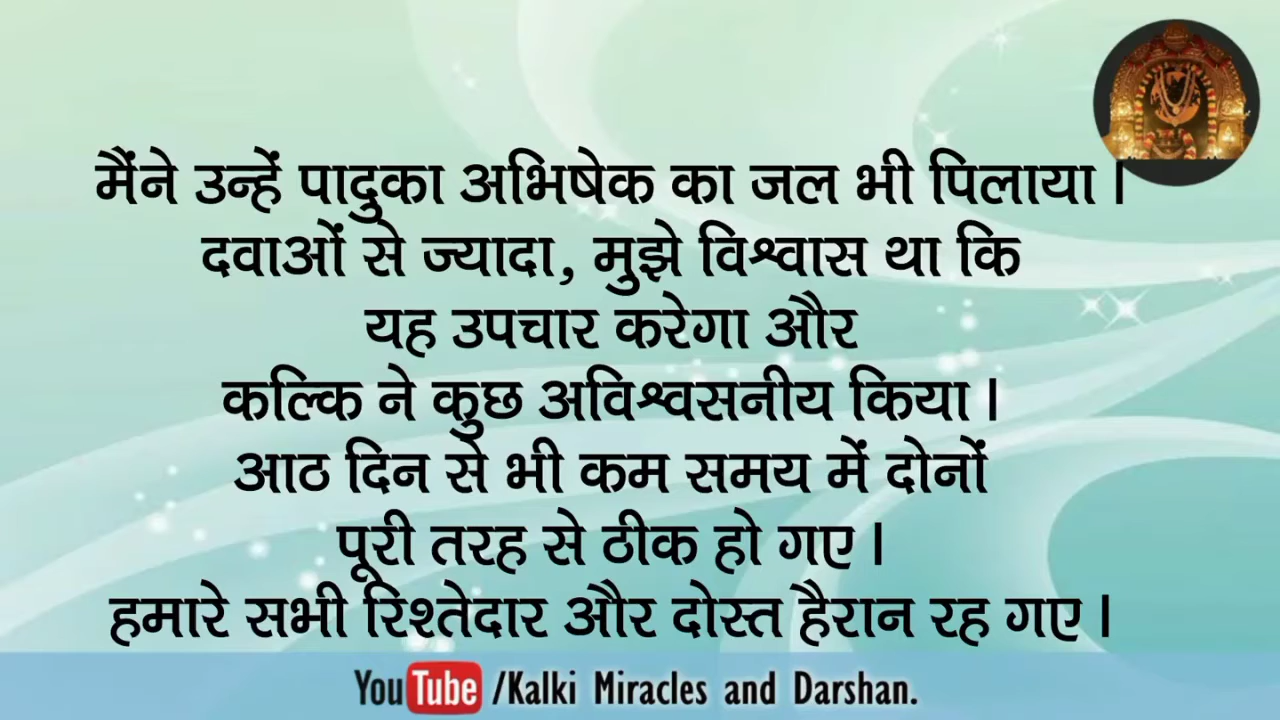 मैंने उन्हें पादुका अभिषेक का जल भी पिलाया।
दवाओं से ज्यादा, मुझे विश्वास था कि
यह उपचार करेगा और
कल्कि ने कुछ अविश्वसनीय किया।
आठ दिन से भी कम समय में दोनों
पूरी तरह से ठीक हो गए।
हमारे सभी रिश्तेदार और दोस्त हैरान रह गए।
YouTube /Kalki Miracles and Darshan.